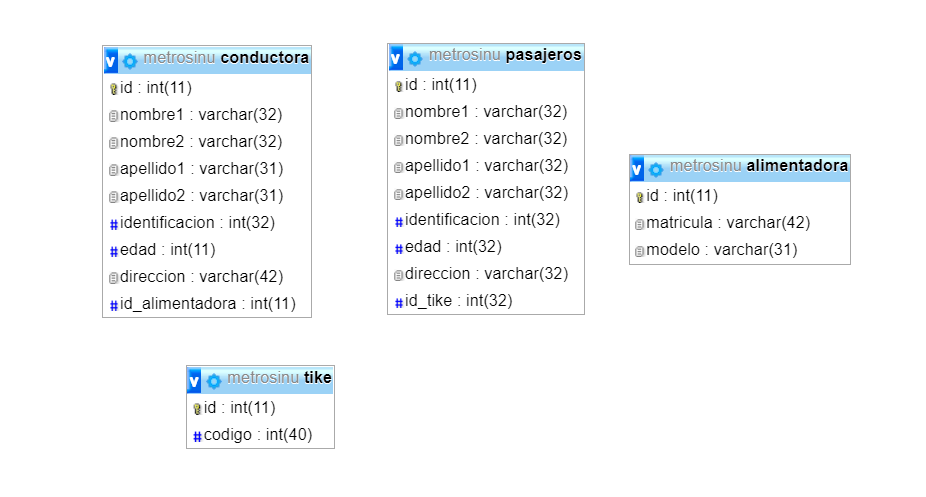 v metrosinu conductora
id : int(11)
nombre1 : varchar(32)
nombre2 : varchar(32)
apellido1 : varchar(31)
apellido2 : varchar(31)
# identificacion : int(32)
# edad : int(11)
direccion : varchar(42)
# id_alimentadora : int(11)
v metrosinu pasajeros
id : int(11)
nombre1 : varchar(32)
nombre2 : varchar(32)
apellido1 : varchar(32)
apellido2 : varchar(32)
# identificacion : int(32)
# edad : int(32)
direccion : varchar(32)
# id_tike : int(32)
v metrosinu alimentadora
id : int(11)
matricula : varchar(42)
modelo : varchar(31)
v metrosinu tike
id : int(11)
# codigo : int(40)